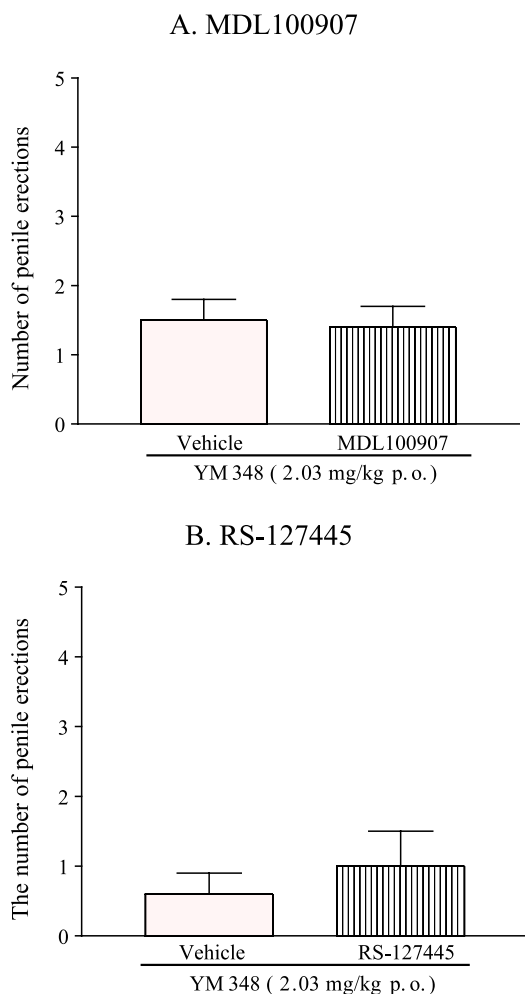 A. MDL100907
Number of penile erections
5
4
3
2
1
0
Vehicle
MDL100907
YM 348 ( 2.03 mg/kg p. o. )
B. RS-127445
The number of penile erections
5
4
3
2
1
0
Vehicle
RS-127445
YM 348 ( 2.03 mg/kg p. o. )